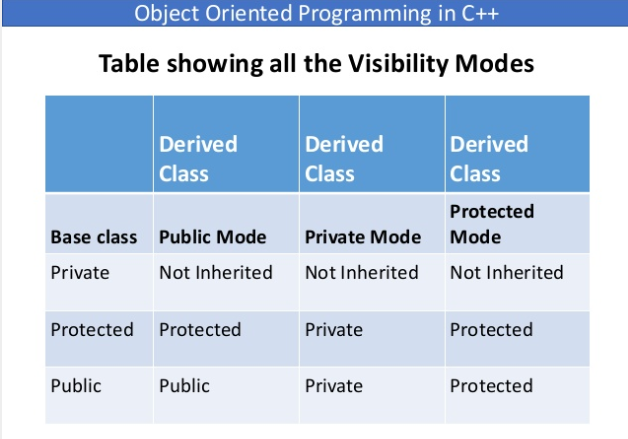 Object Oriented Programming in C++
Table showing all the Visibility Modes
Derived Class Derived Class Derived Class
Base class Public Mode Private Mode Protected Mode
Private Not Inherited Not Inherited Not Inherited
Protected Protected Private Protected
Public Public Private Protected